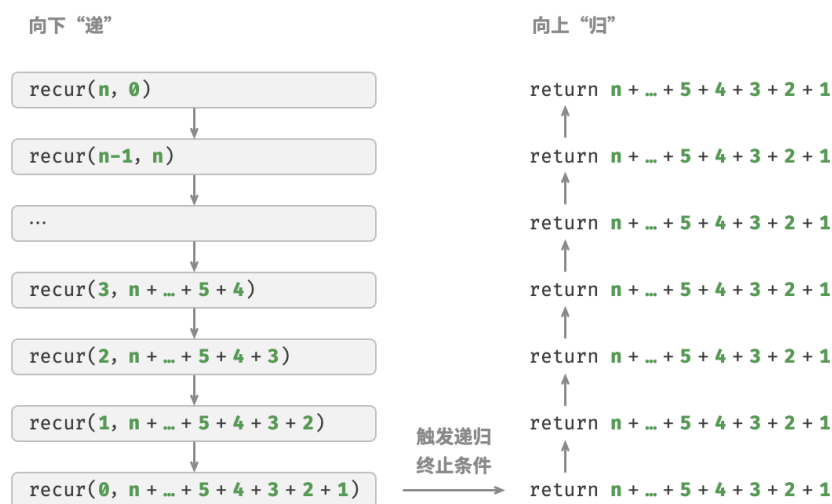 向下“递”
向上“归”
recur(n, 0)
return n + … + 5 + 4 + 3 + 2 + 1
recur(n-1, n)
return n + … + 5 + 4 + 3 + 2 + 1
…
return n + … + 5 + 4 + 3 + 2 + 1
recur(3, n + … + 5 + 4)
return n + … + 5 + 4 + 3 + 2 + 1
recur(2, n + … + 5 + 4 + 3)
return n + … + 5 + 4 + 3 + 2 + 1
recur(1, n + … + 5 + 4 + 3 + 2)
return n + … + 5 + 4 + 3 + 2 + 1
触发递归
终止条件
recur(0, n + … + 5 + 4 + 3 + 2 + 1)
return n + … + 5 + 4 + 3 + 2 + 1